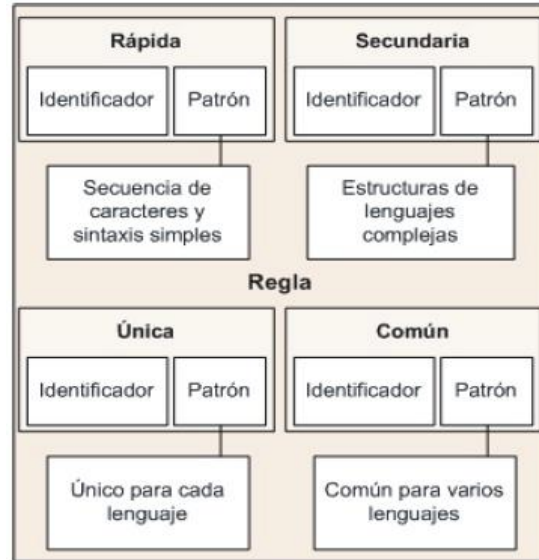 Rápida
Identificador
Patrón
Secuencia de
caracteres y
sintaxis simples
Secundaria
Identificador
Patrón
Estructuras de
lenguajes
complejas
Regla
Única
Identificador
Patrón
Único para cada
lenguaje
Común
Identificador
Patrón
Común para varios
lenguajes